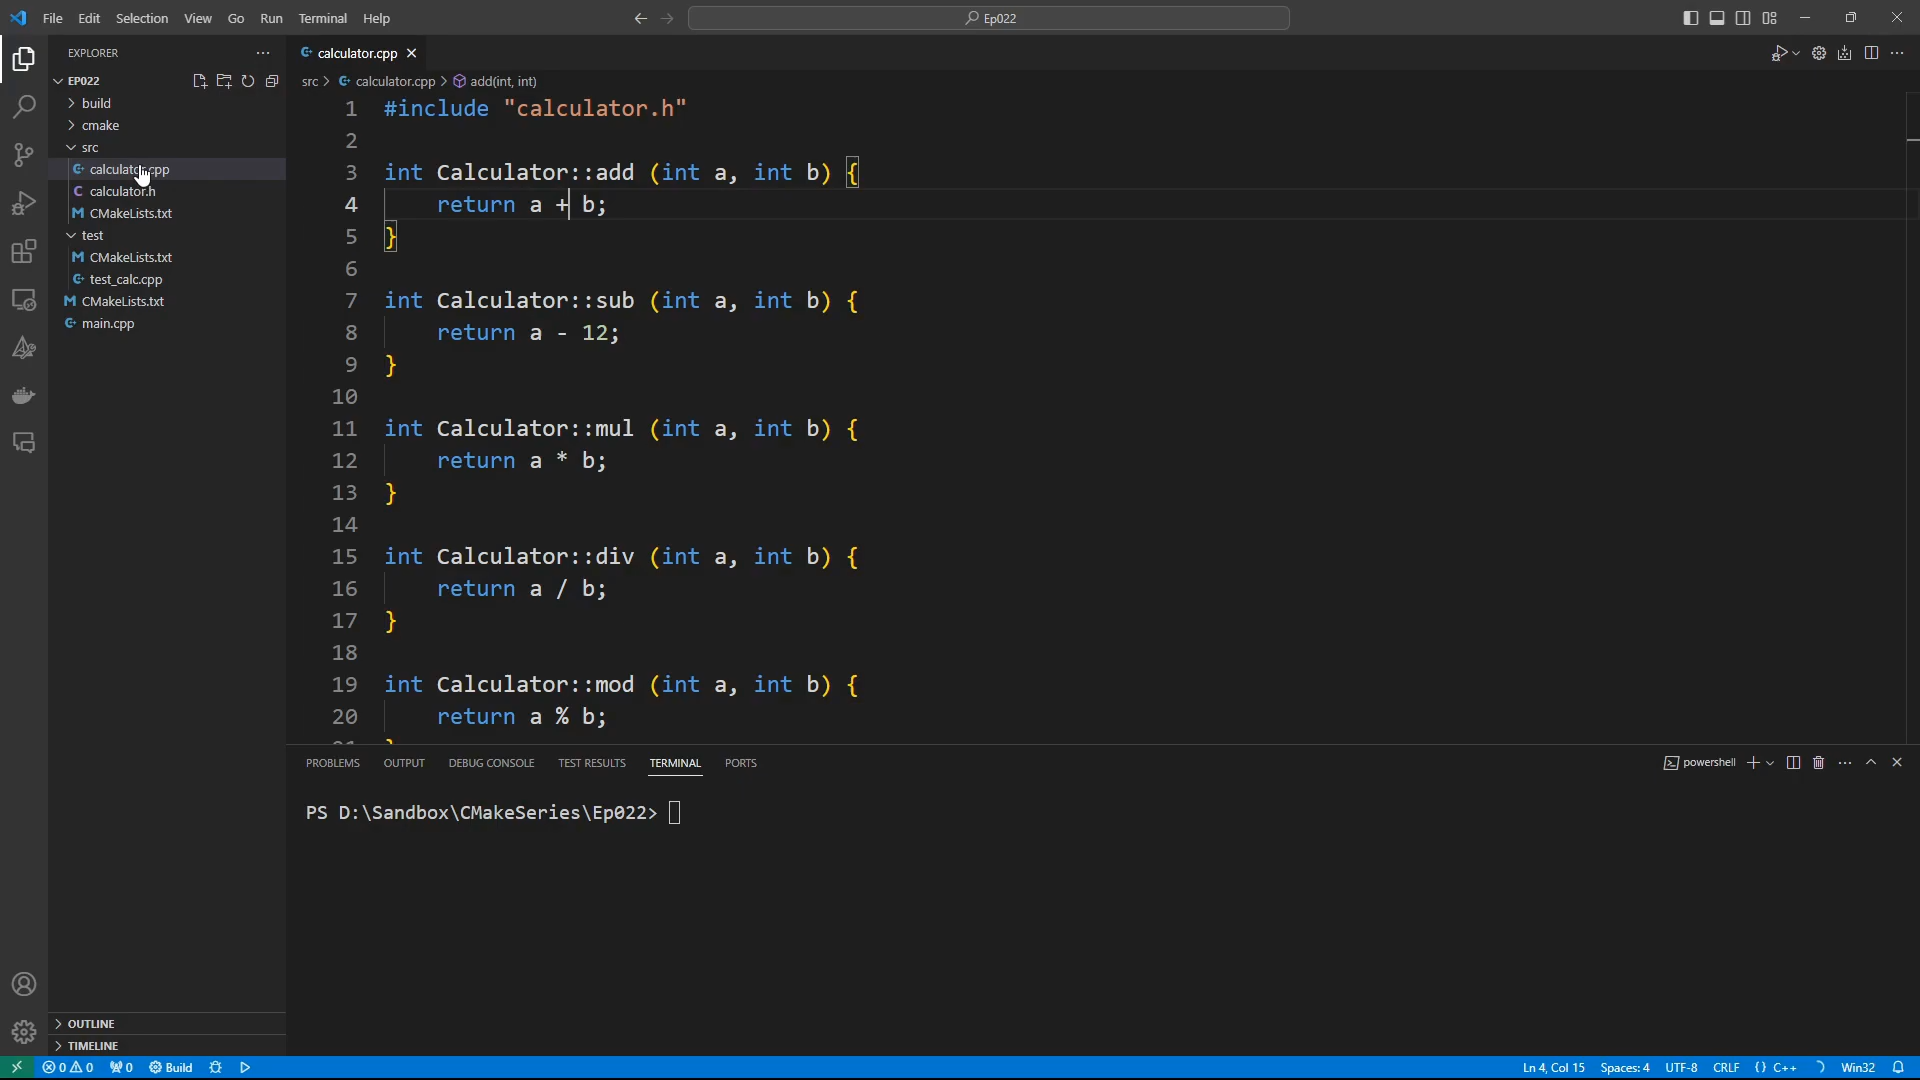 File Edit Selection View Go Run Terminal Help
Ep022
EXPLORER
EP022
build
cmake
src
calculator.cpp
calculator.h
CMakeLists.txt
test
CMakeLists.txt
test_calc.cpp
CMakeLists.txt
main.cpp
OUTLINE
TIMELINE
calculator.cpp
src > calculator.cpp > add(int, int)
1 #include "calculator.h"
2
3 int Calculator::add (int a, int b) {
4 return a + b;
5 }
6
7 int Calculator::sub (int a, int b) {
8 return a - 12;
9 }
10
11 int Calculator::mul (int a, int b) {
12 return a * b;
13 }
14
15 int Calculator::div (int a, int b) {
16 return a / b;
17 }
18
19 int Calculator::mod (int a, int b) {
20 return a % b;
PROBLEMS OUTPUT DEBUG CONSOLE TEST RESULTS TERMINAL PORTS
powershell
PS D:\Sandbox\CMakeSeries\Ep022>
0 0 0 Build
Ln 4, Col 15 Spaces: 4 UTF-8 CRLF {} C++ Win32